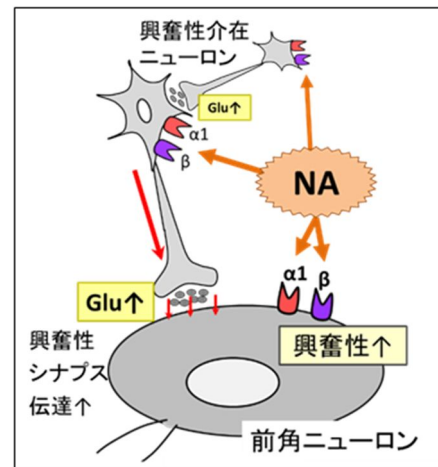 興奮性介在
ニューロン
Glu↑
α1
β
NA
α1
β
Glu↑
興奮性
シナプス
伝達↑
興奮性↑
前角ニューロン